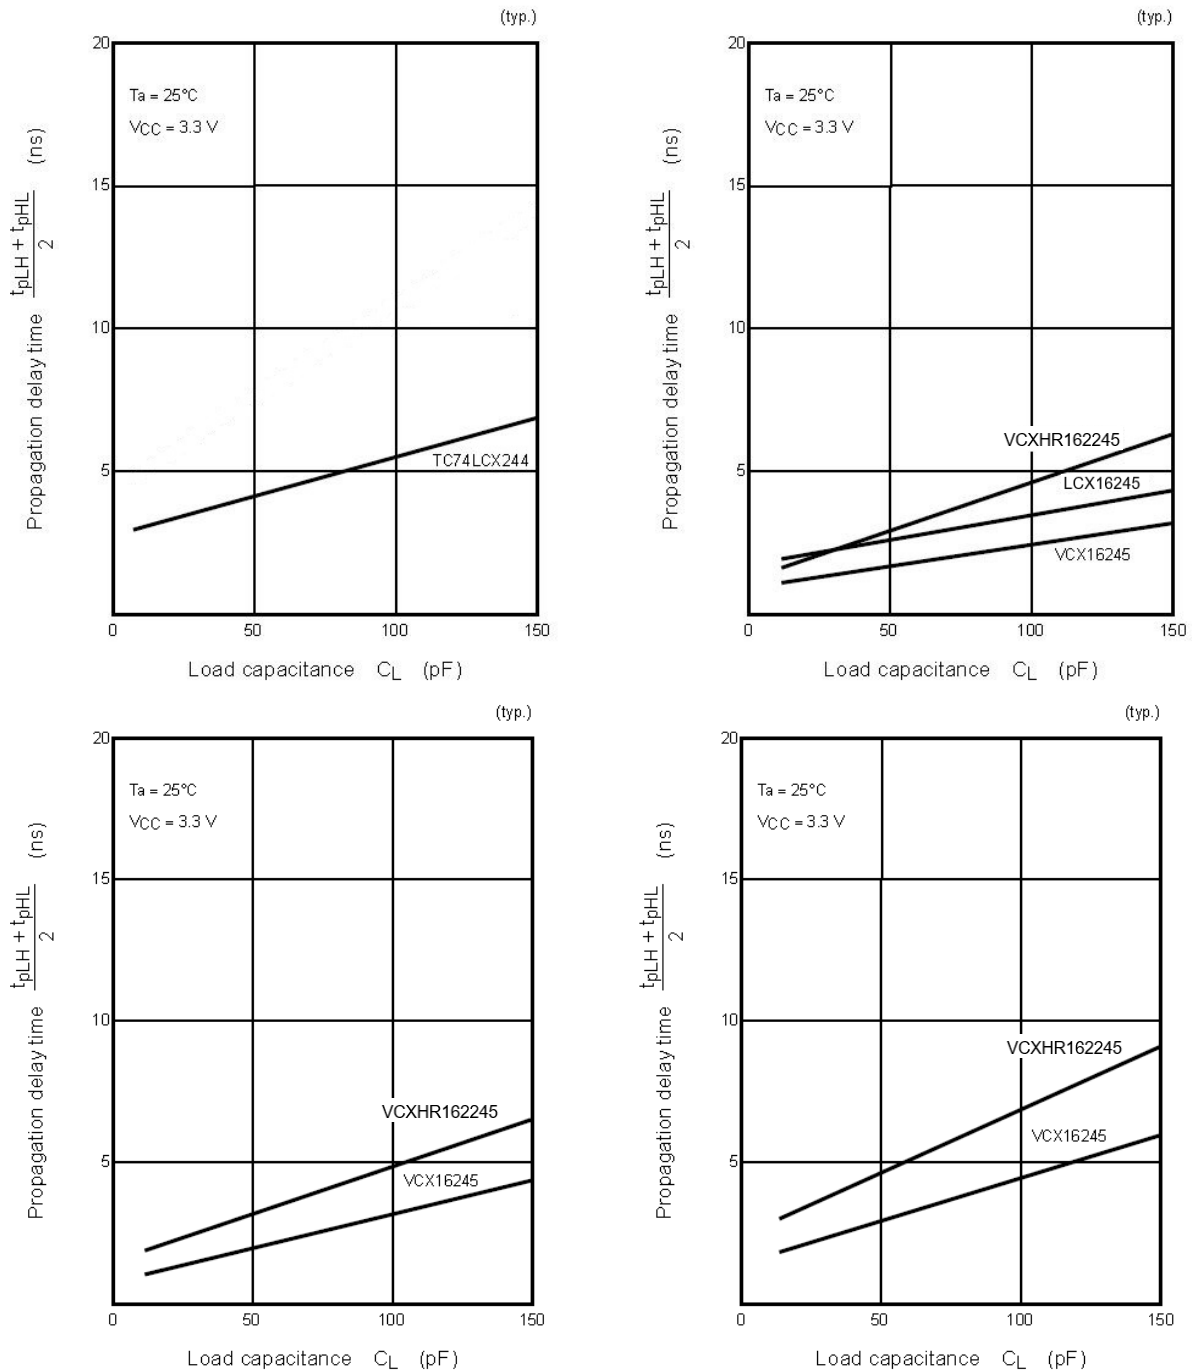 (typ.)
20
Ta = 25°C
VCC = 3.3 V
15
10
5
TC74LCX244
0 50 100 150
Load capacitance CL (pF)
Propagation delay time tpLH + tpHL / 2 (ns)
(typ.)
20
Ta = 25°C
VCC = 3.3 V
15
10
VCXHR162245
5
LCX16245
VCX16245
0 50 100 150
Load capacitance CL (pF)
Propagation delay time tpLH + tpHL / 2 (ns)
(typ.)
20
Ta = 25°C
VCC = 3.3 V
15
10
VCXHR162245
5
VCX16245
0 50 100 150
Load capacitance CL (pF)
Propagation delay time tpLH + tpHL / 2 (ns)
(typ.)
20
Ta = 25°C
VCC = 3.3 V
15
10
VCXHR162245
VCX16245
5
0 50 100 150
Load capacitance CL (pF)
Propagation delay time tpLH + tpHL / 2 (ns)